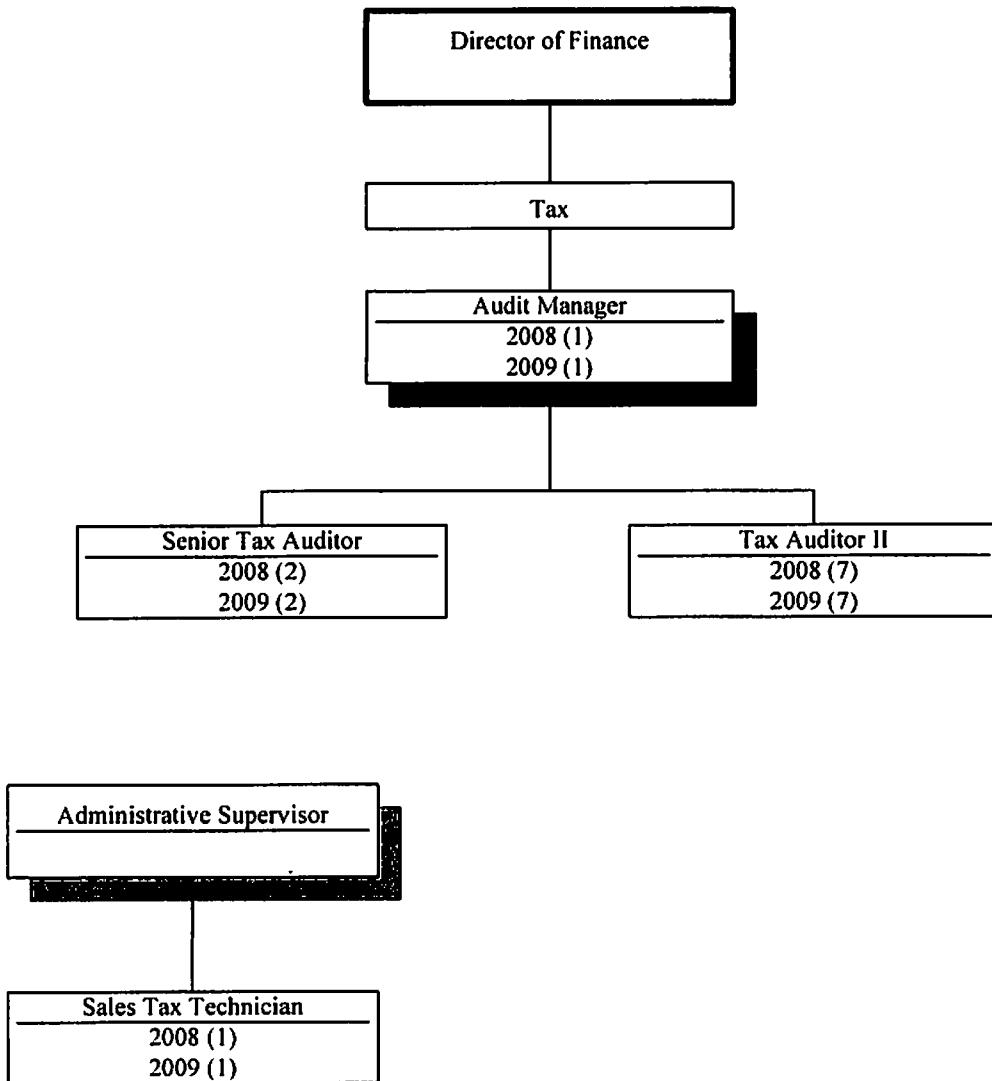 Director of Finance
Tax
Audit Manager
2008 (1)
2009 (1)
Senior Tax Auditor
2008 (2)
2009 (2)
Tax Auditor II
2008 (7)
2009 (7)
Administrative Supervisor
Sales Tax Technician
2008 (1)
2009 (1)